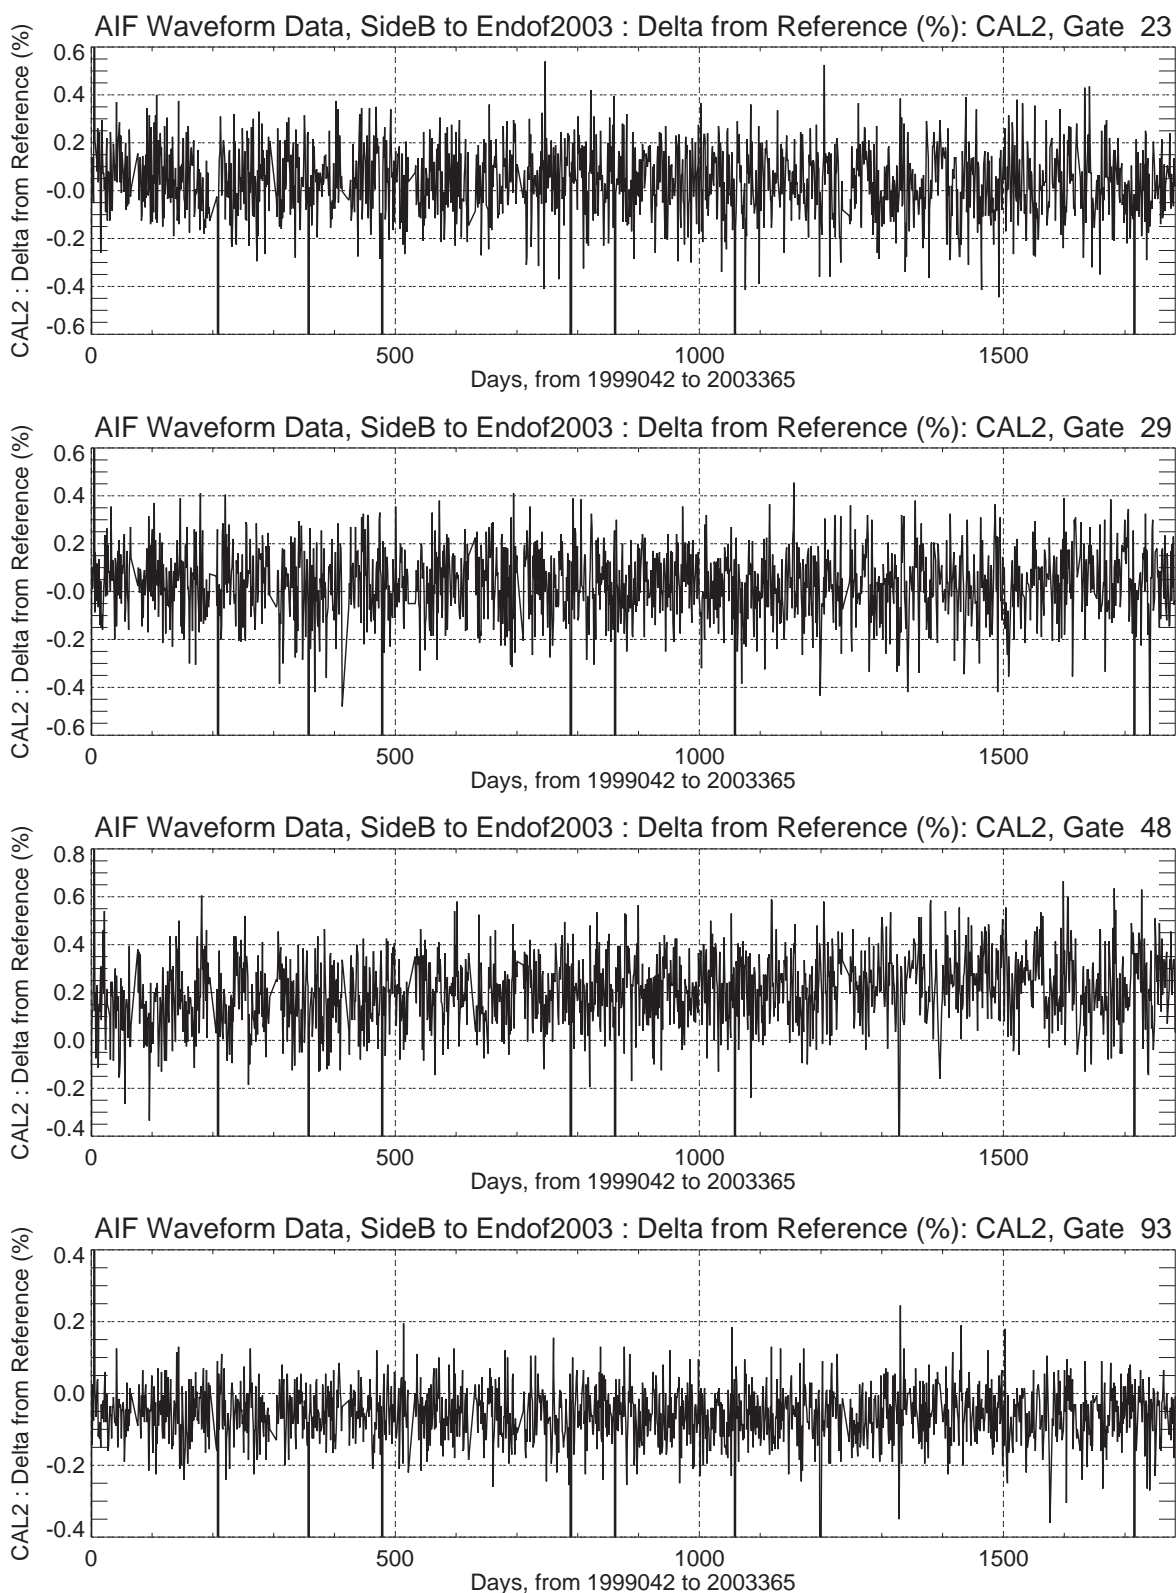 AIF Waveform Data, SideB to Endof2003 : Delta from Reference (%): CAL2, Gate 23
CAL2 : Delta from Reference (%)
0.6
0.4
0.2
-0.0
-0.2
-0.4
-0.6
0 500 1000 1500
Days, from 1999042 to 2003365
AIF Waveform Data, SideB to Endof2003 : Delta from Reference (%): CAL2, Gate 29
CAL2 : Delta from Reference (%)
0.6
0.4
0.2
-0.0
-0.2
-0.4
-0.6
0 500 1000 1500
Days, from 1999042 to 2003365
AIF Waveform Data, SideB to Endof2003 : Delta from Reference (%): CAL2, Gate 48
CAL2 : Delta from Reference (%)
0.8
0.6
0.4
0.2
0.0
-0.2
-0.4
0 500 1000 1500
Days, from 1999042 to 2003365
AIF Waveform Data, SideB to Endof2003 : Delta from Reference (%): CAL2, Gate 93
CAL2 : Delta from Reference (%)
0.4
0.2
0.0
-0.2
-0.4
0 500 1000 1500
Days, from 1999042 to 2003365